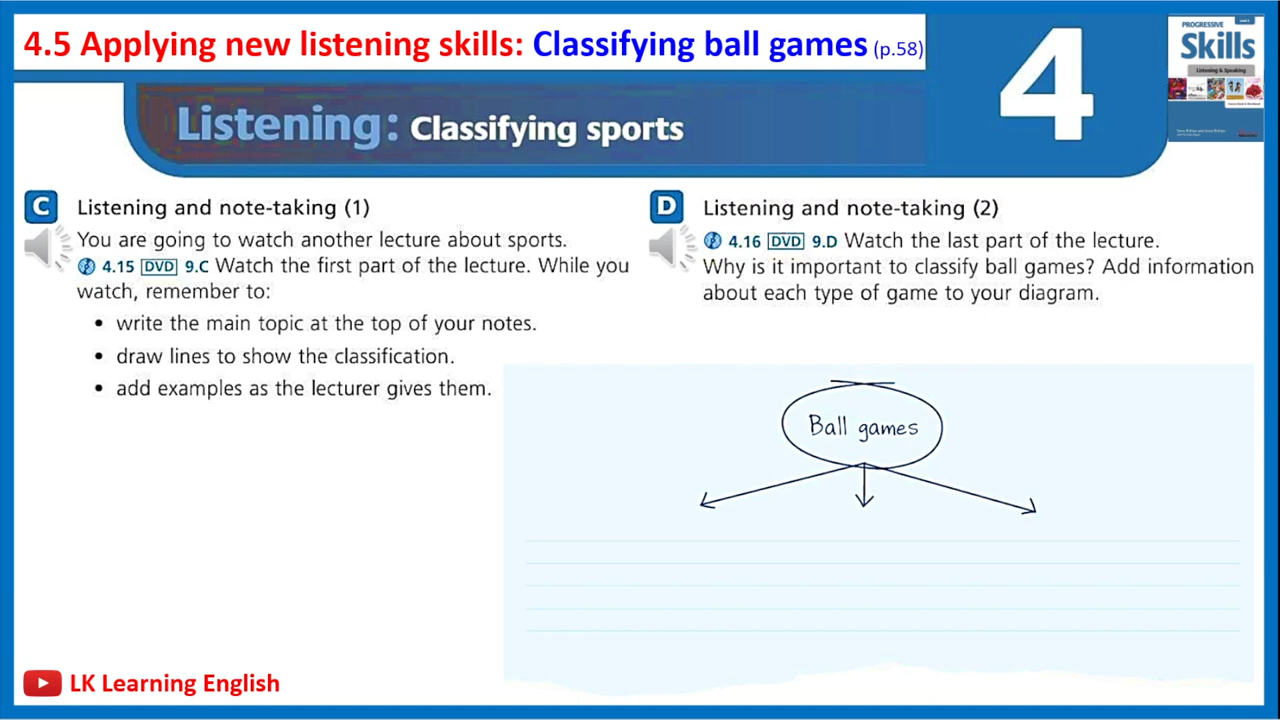 4.5 Applying new listening skills: Classifying ball games (p.58)
4
PROGRESSIVE
Skills
Listening & Speaking
Listening: Classifying sports
C Listening and note-taking (1)
You are going to watch another lecture about sports.
4.15 DVD 9.C Watch the first part of the lecture. While you
watch, remember to:
• write the main topic at the top of your notes.
• draw lines to show the classification.
• add examples as the lecturer gives them.
D Listening and note-taking (2)
4.16 DVD 9.D Watch the last part of the lecture.
Why is it important to classify ball games? Add information
about each type of game to your diagram.
Ball games
LK Learning English